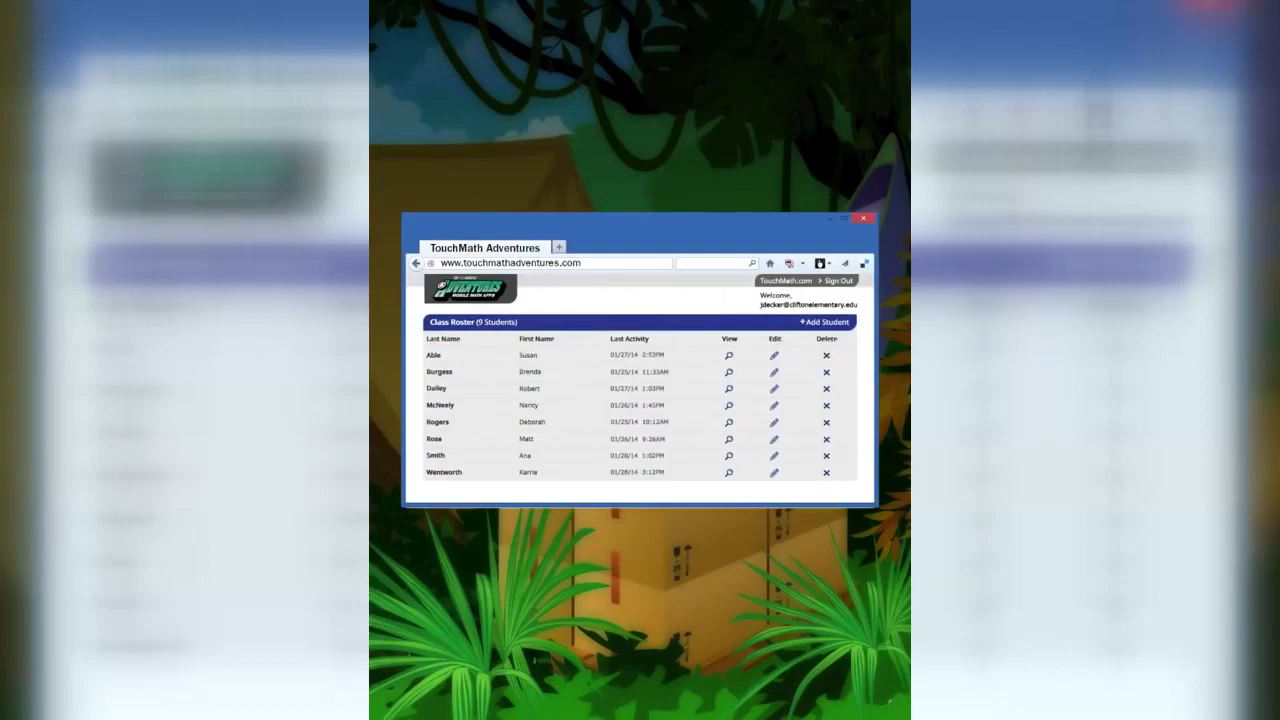 TouchMath Adventures
www.touchmathadventures.com
ADVENTURES
MOBILE MATH APPS
TouchMath.com > Sign Out
Welcome,
jdecker@cliftonelementary.edu
Class Roster (9 Students) +Add Student
Last Name First Name Last Activity View Edit Delete
Able Susan 01/27/14 2:53PM
Burgess Brenda 01/25/14 11:33AM
Dailey Robert 01/27/14 1:03PM
McNeely Nancy 01/26/14 1:45PM
Rogers Deborah 01/25/14 10:12AM
Rose Matt 01/26/14 9:26AM
Smith Ana 01/28/14 1:02PM
Wentworth Karrie 01/28/14 3:12PM